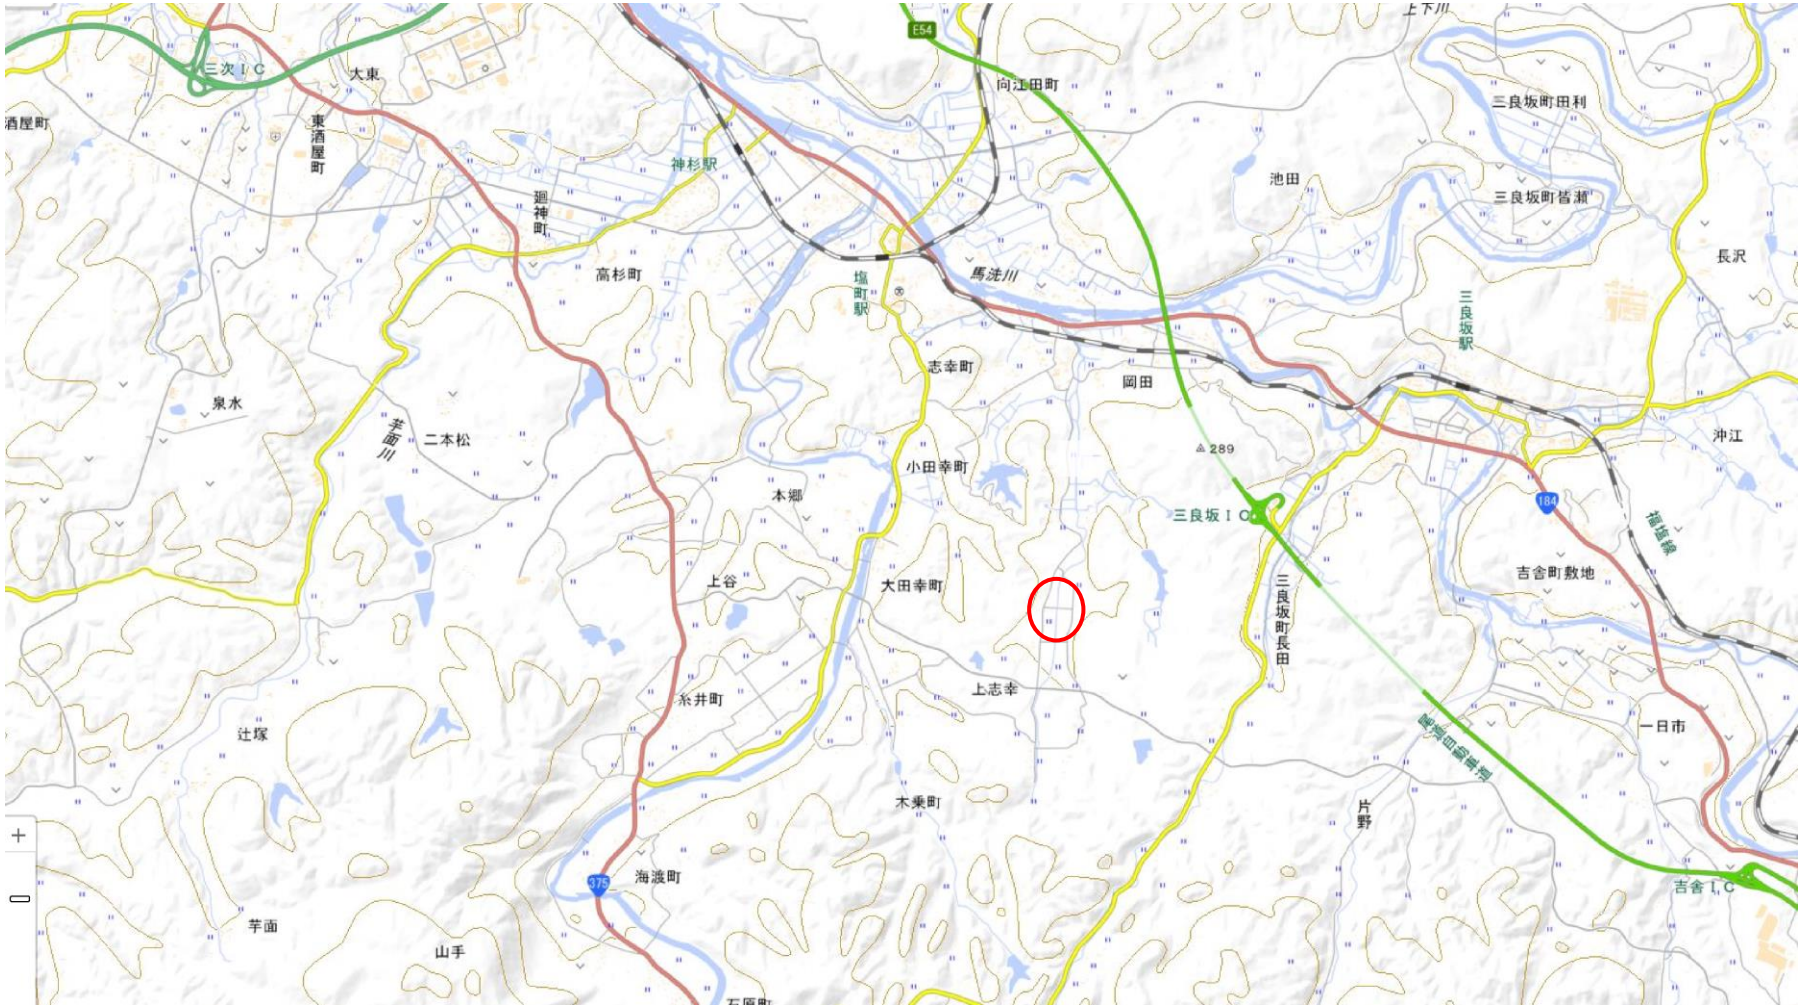 上下川
E54
三次IC
大東
向江田町
三良坂町田利
酒屋町
東酒屋町
神杉駅
池田
三良坂町皆瀬
廻神町
長沢
高杉町
馬洗川
塩町駅
三良坂駅
志幸町
岡田
泉水
芋面川
二本松
沖江
△289
小田幸町
本郷
184
三良坂IC
福塩線
上谷
大田幸町
吉舎町敷地
三良坂町長田
上志幸
糸井町
辻塚
一日市
尾道自動車道
木乗町
片野
+
375
海渡町
吉舎IC
芋面
山手
石原町